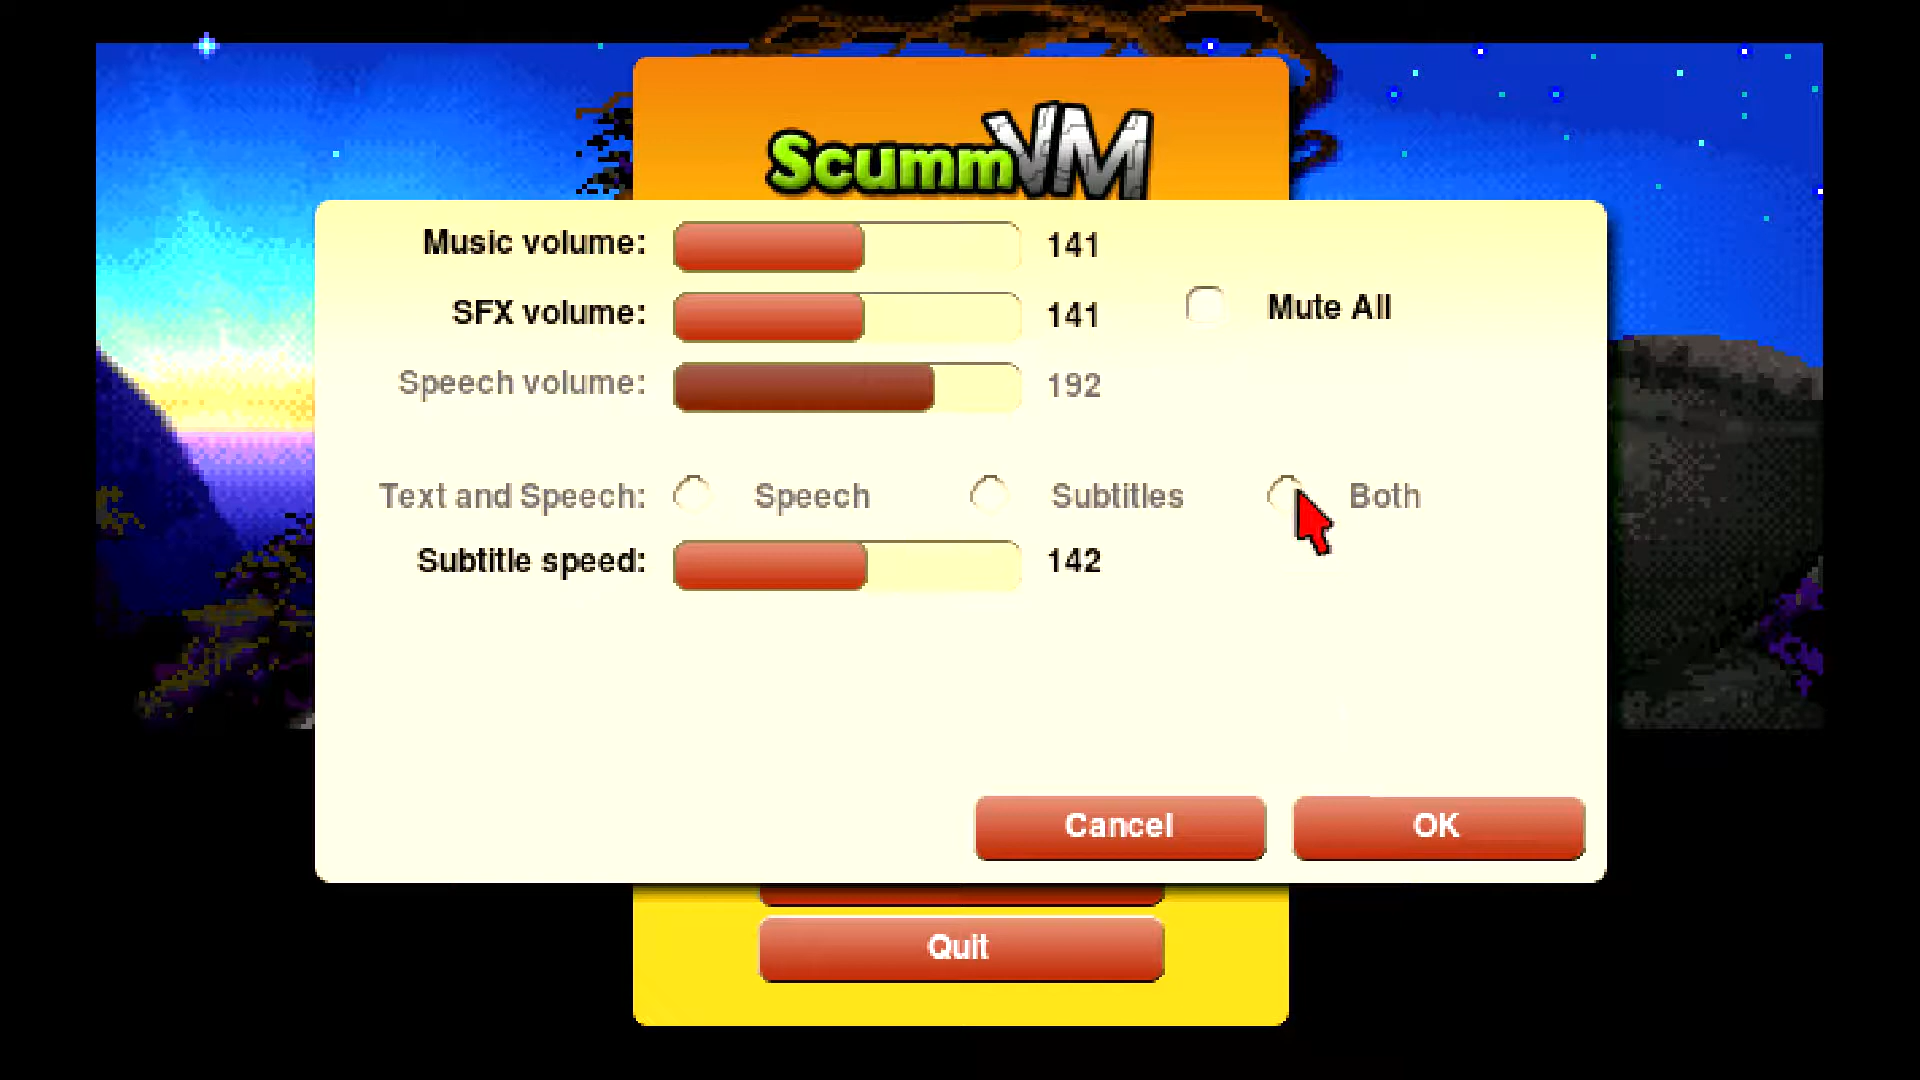 ScummVM
Music volume: 141
SFX volume: 141 Mute All
Speech volume: 192
Text and Speech: Speech Subtitles Both
Subtitle speed: 142
Cancel OK
Quit